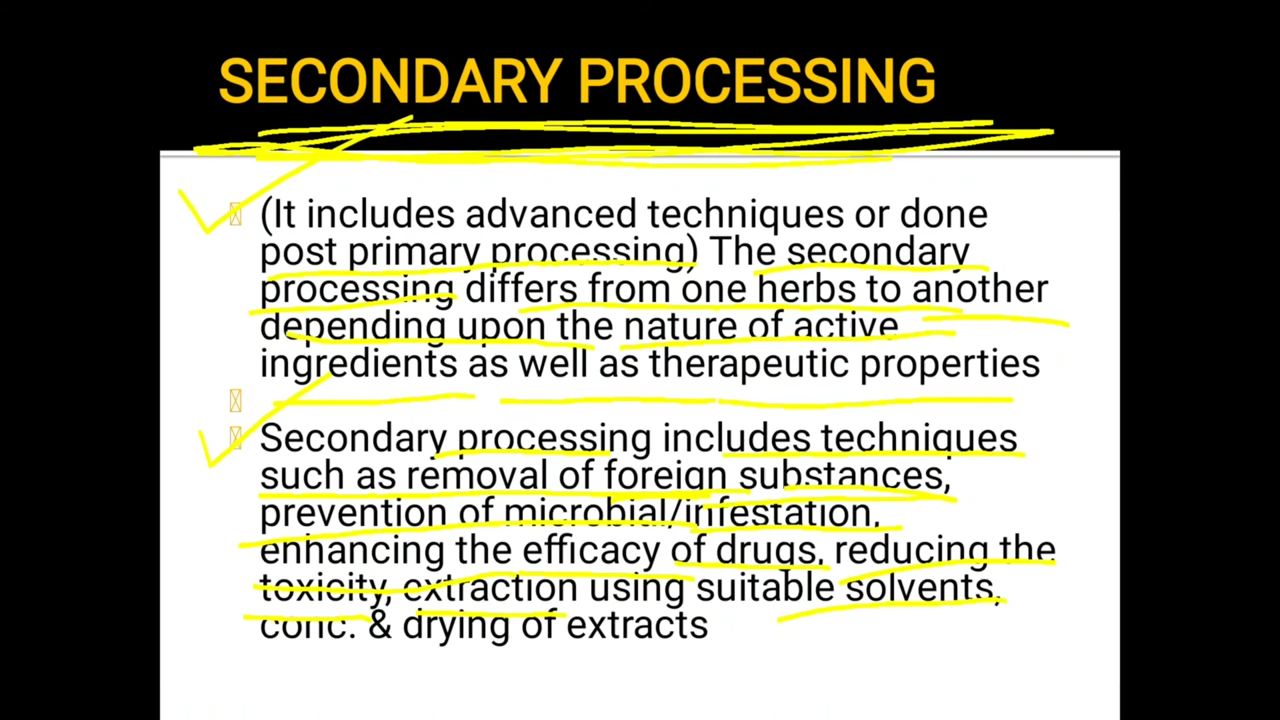 SECONDARY PROCESSING
(It includes advanced techniques or done
post primary processing) The secondary
processing differs from one herbs to another
depending upon the nature of active
ingredients as well as therapeutic properties
Secondary processing includes techniques
such as removal of foreign substances,
prevention of microbial/infestation,
enhancing the efficacy of drugs, reducing the
toxicity, extraction using suitable solvents,
conc. & drying of extracts